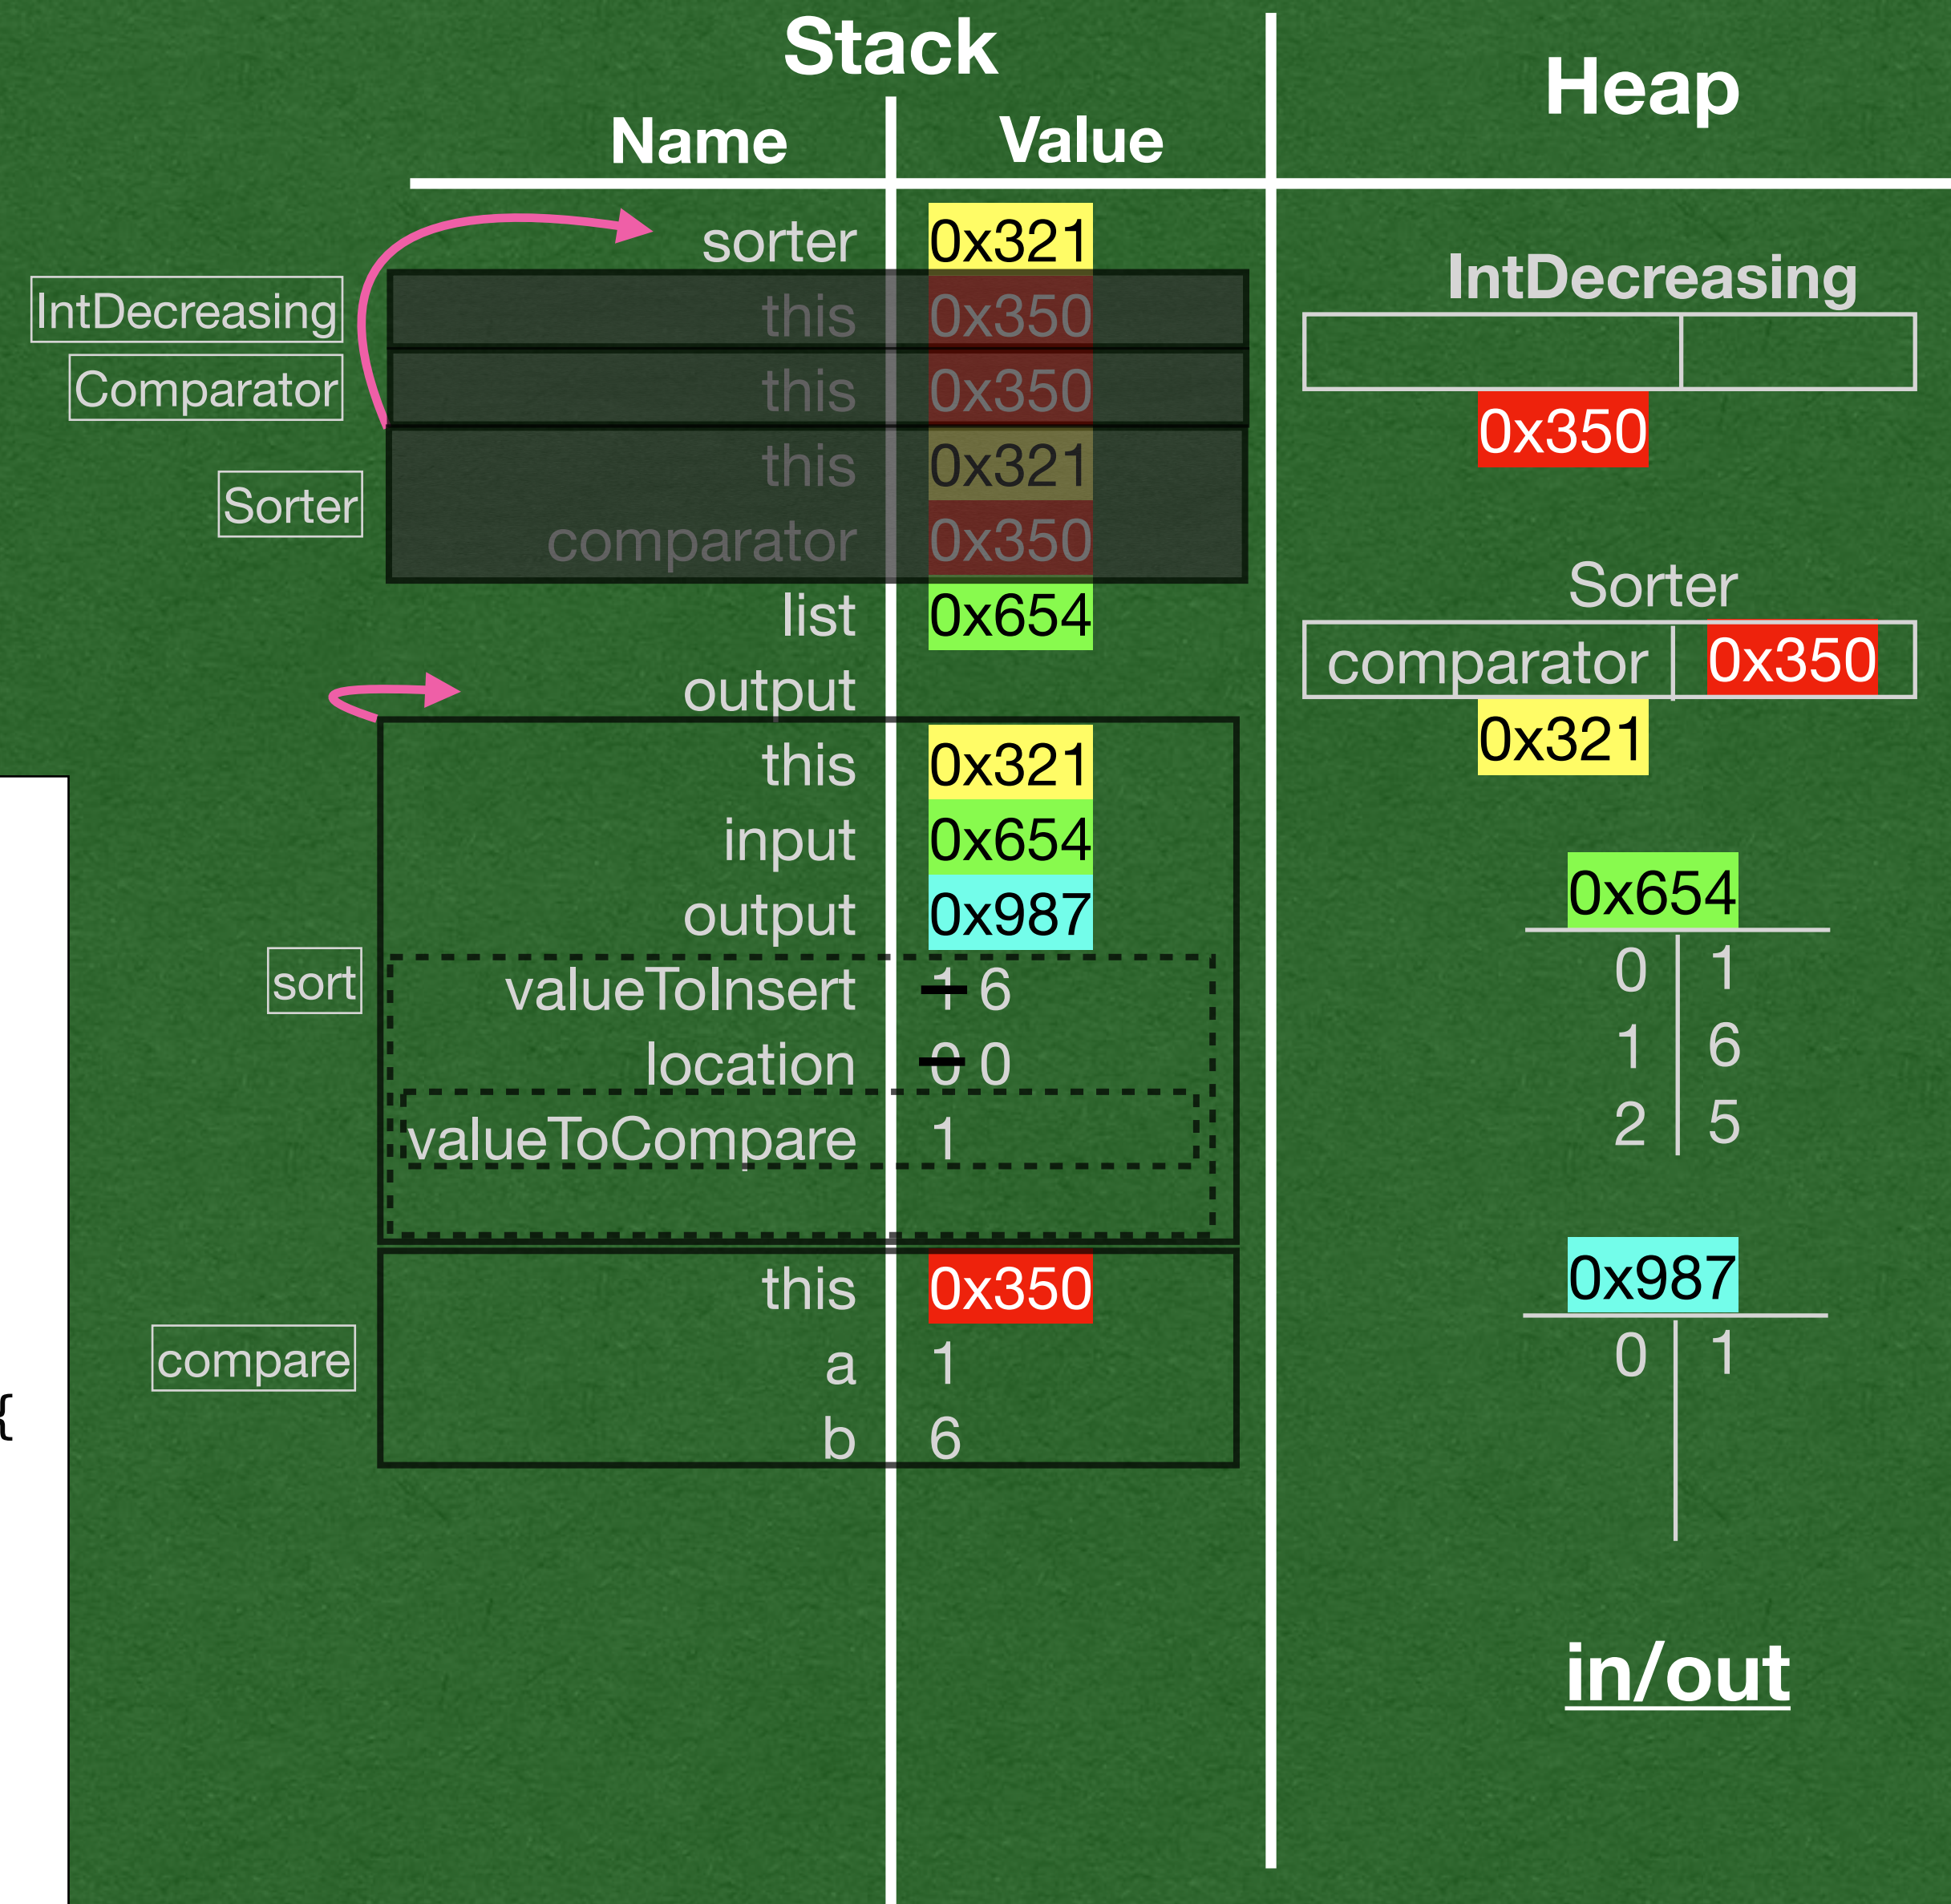 Stack
Heap
Name Value
sorter 0x321
IntDecreasing this 0x350
Comparator this 0x350
this 0x321
Sorter
comparator 0x350
list 0x654
output
this 0x321
input 0x654
output 0x987
sort valueToInsert 1 6
location 0 0
valueToCompare 1
this 0x350
compare a 1
b 6
{
IntDecreasing
0x350
Sorter
comparator 0x350
0x321
0x654
0 1
1 6
2 5
0x987
0 1
in/out